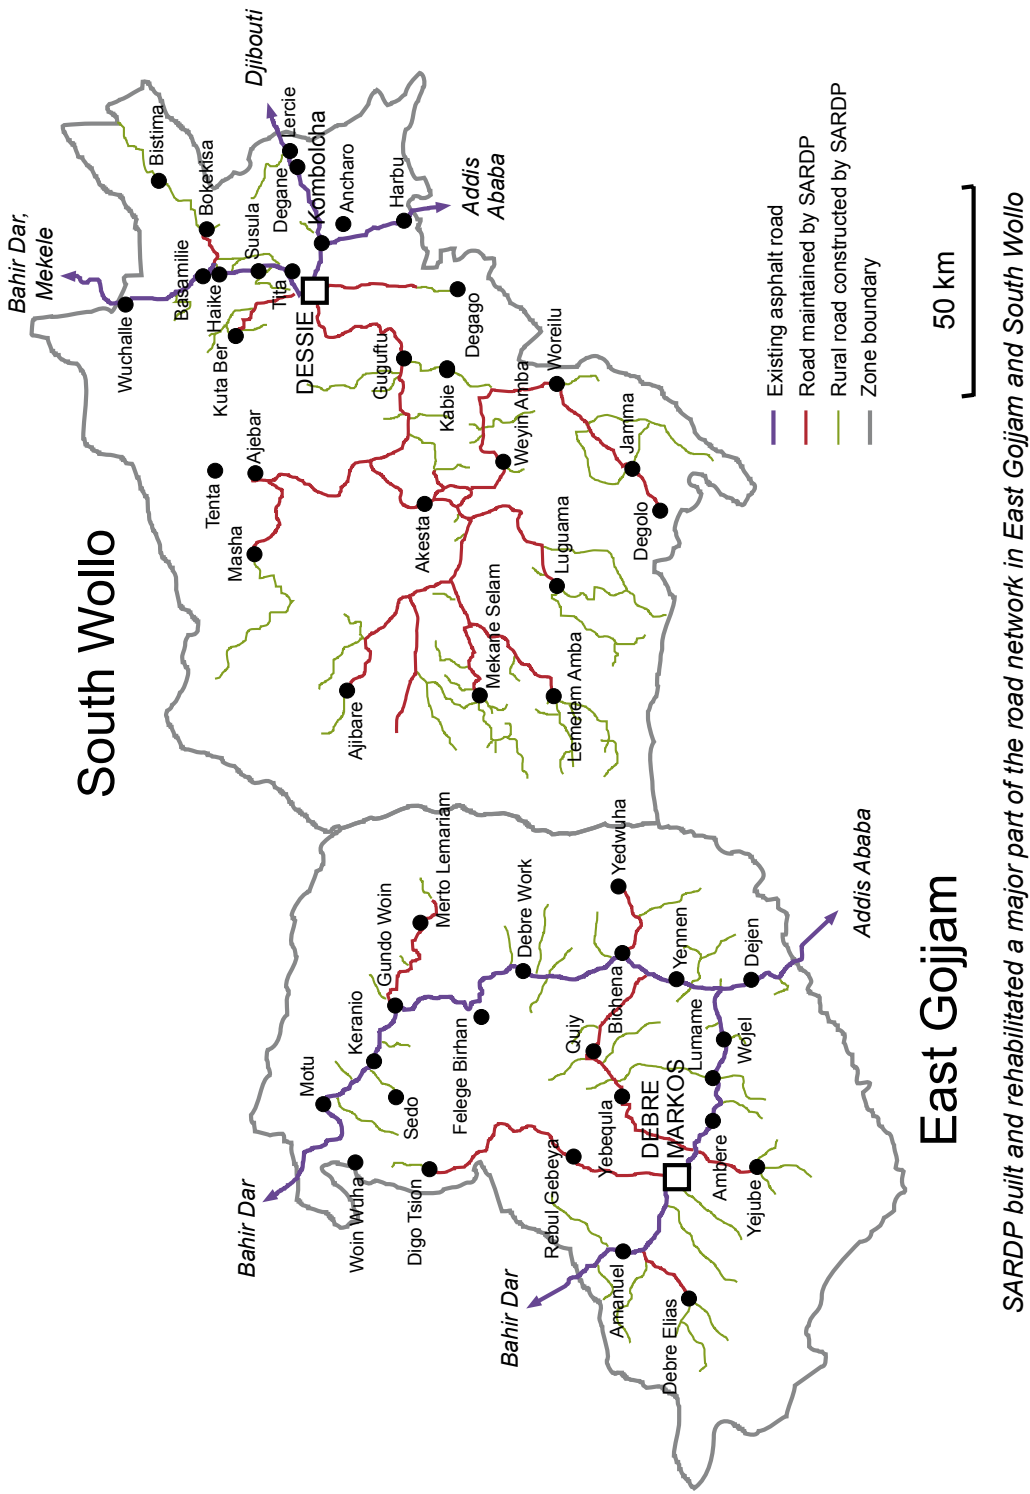 South Wollo
Bahir Dar,
Mekele
Djibouti
Wuchaile
Bistima
Bokekisa
Basamilie
Haike
Susula
Kuta Ber
Tita
Degane
Lercie
Kombolcha
Ancharo
Harbu
Addis
Ababa
DESSIE
Tenta
Ajebar
Masha
Guguftu
Degago
Kabie
Akesta
Weyin Amba
Woreilu
Jamma
Degolo
Luguama
Ajibare
Mekane Selam
Lemelem Amba
Existing asphalt road
Road maintained by SARDP
Rural road constructed by SARDP
Zone boundary
50 km
Bahir Dar
Motu
Keranio
Gundo Woin
Merto Lemariam
Woin Wuha
Sedo
Digo Tsion
Felege Birhan
Debre Work
Yedwuha
Rebul Gebeya
Quiy
Bichena
Yebequla
Yennen
Dejen
DEBRE
MARKOS
Lumame
Wojel
Ambere
Yejube
Amanuel
Debre Elias
Bahir Dar
Addis Ababa
East Gojjam
SARDP built and rehabilitated a major part of the road network in East Gojjam and South Wollo